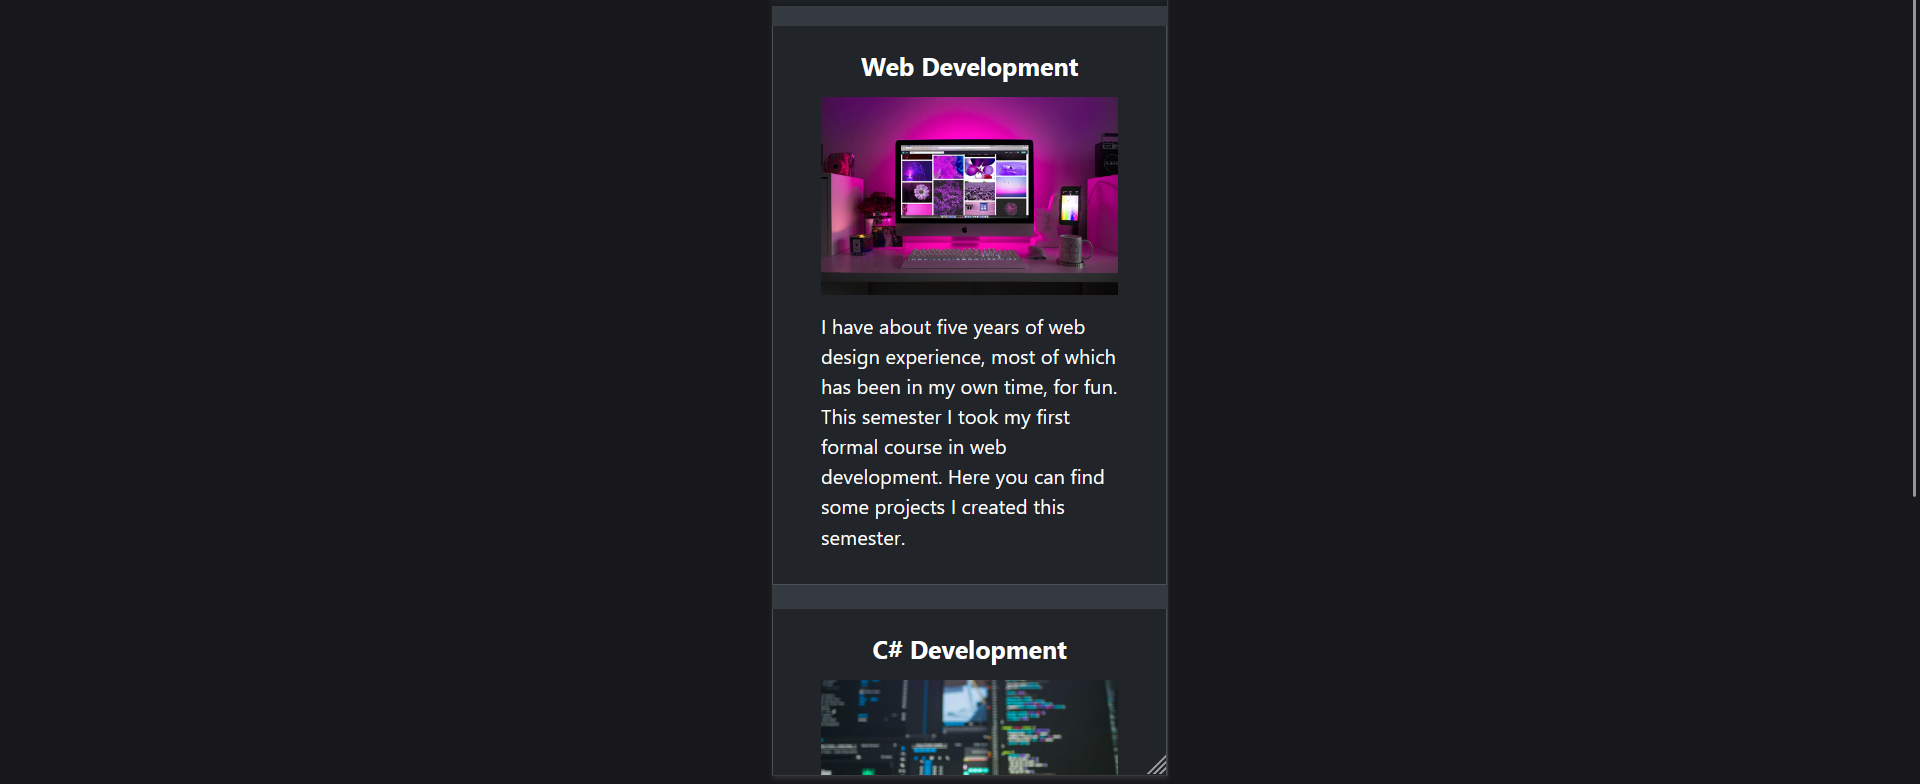 Web Development
I have about five years of web
design experience, most of which
has been in my own time, for fun.
This semester I took my first
formal course in web
development. Here you can find
some projects I created this
semester.
C# Development